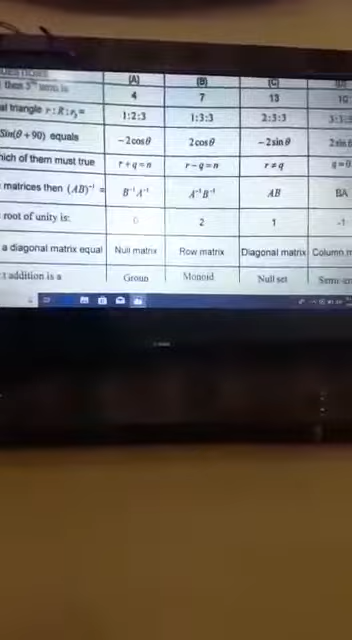 (A) (B) (C)
then 5th term is 4 7 13 10
al triangle r : R : r₃ = 1:2:3 1:3:3 2:3:3
Sin(θ + 90) equals − 2cosθ 2cosθ − 2sinθ
hich of them must true r + q = n r − q = n r ≠ q
matrices then (AB)⁻¹ = B⁻¹A⁻¹ A⁻¹B⁻¹ AB BA
root of unity is: 0 2 1 -1
a diagonal matrix equal Null matrix Row matrix Diagonal matrix Column m
t addition is a Group Monoid Null set